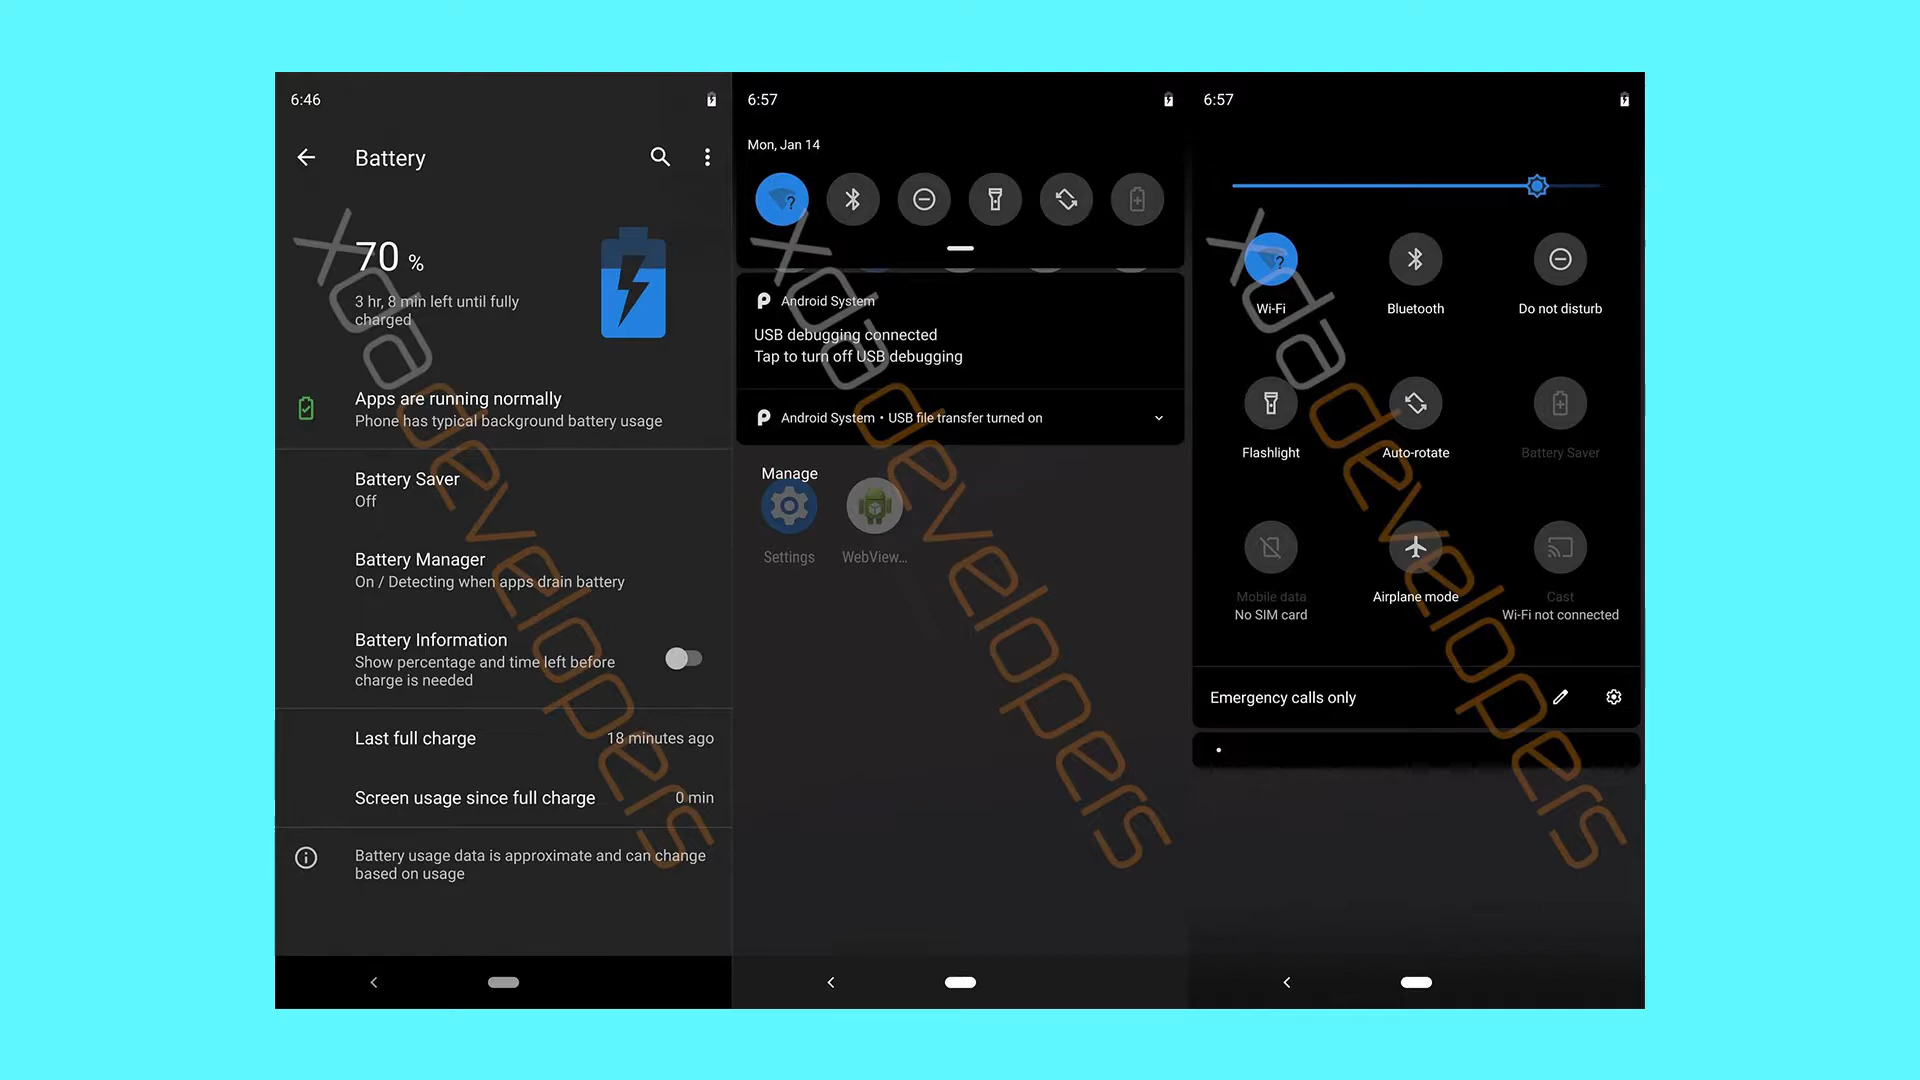 6:46
Battery
70 %
3 hr, 8 min left until fully
charged
Apps are running normally
Phone has typical background battery usage
Battery Saver
Off
Battery Manager
On / Detecting when apps drain battery
Battery Information
Show percentage and time left before
charge is needed
Last full charge
18 minutes ago
Screen usage since full charge
0 min
Battery usage data is approximate and can change
based on usage
xda developers
6:57
Mon, Jan 14
?
Android System
USB debugging connected
Tap to turn off USB debugging
Android System • USB file transfer turned on
Manage
Settings
WebView...
xda developers
6:57
?
Wi-Fi
Bluetooth
Do not disturb
Flashlight
Auto-rotate
Battery Saver
Mobile data
No SIM card
Airplane mode
Cast
Wi-Fi not connected
Emergency calls only
xda developers